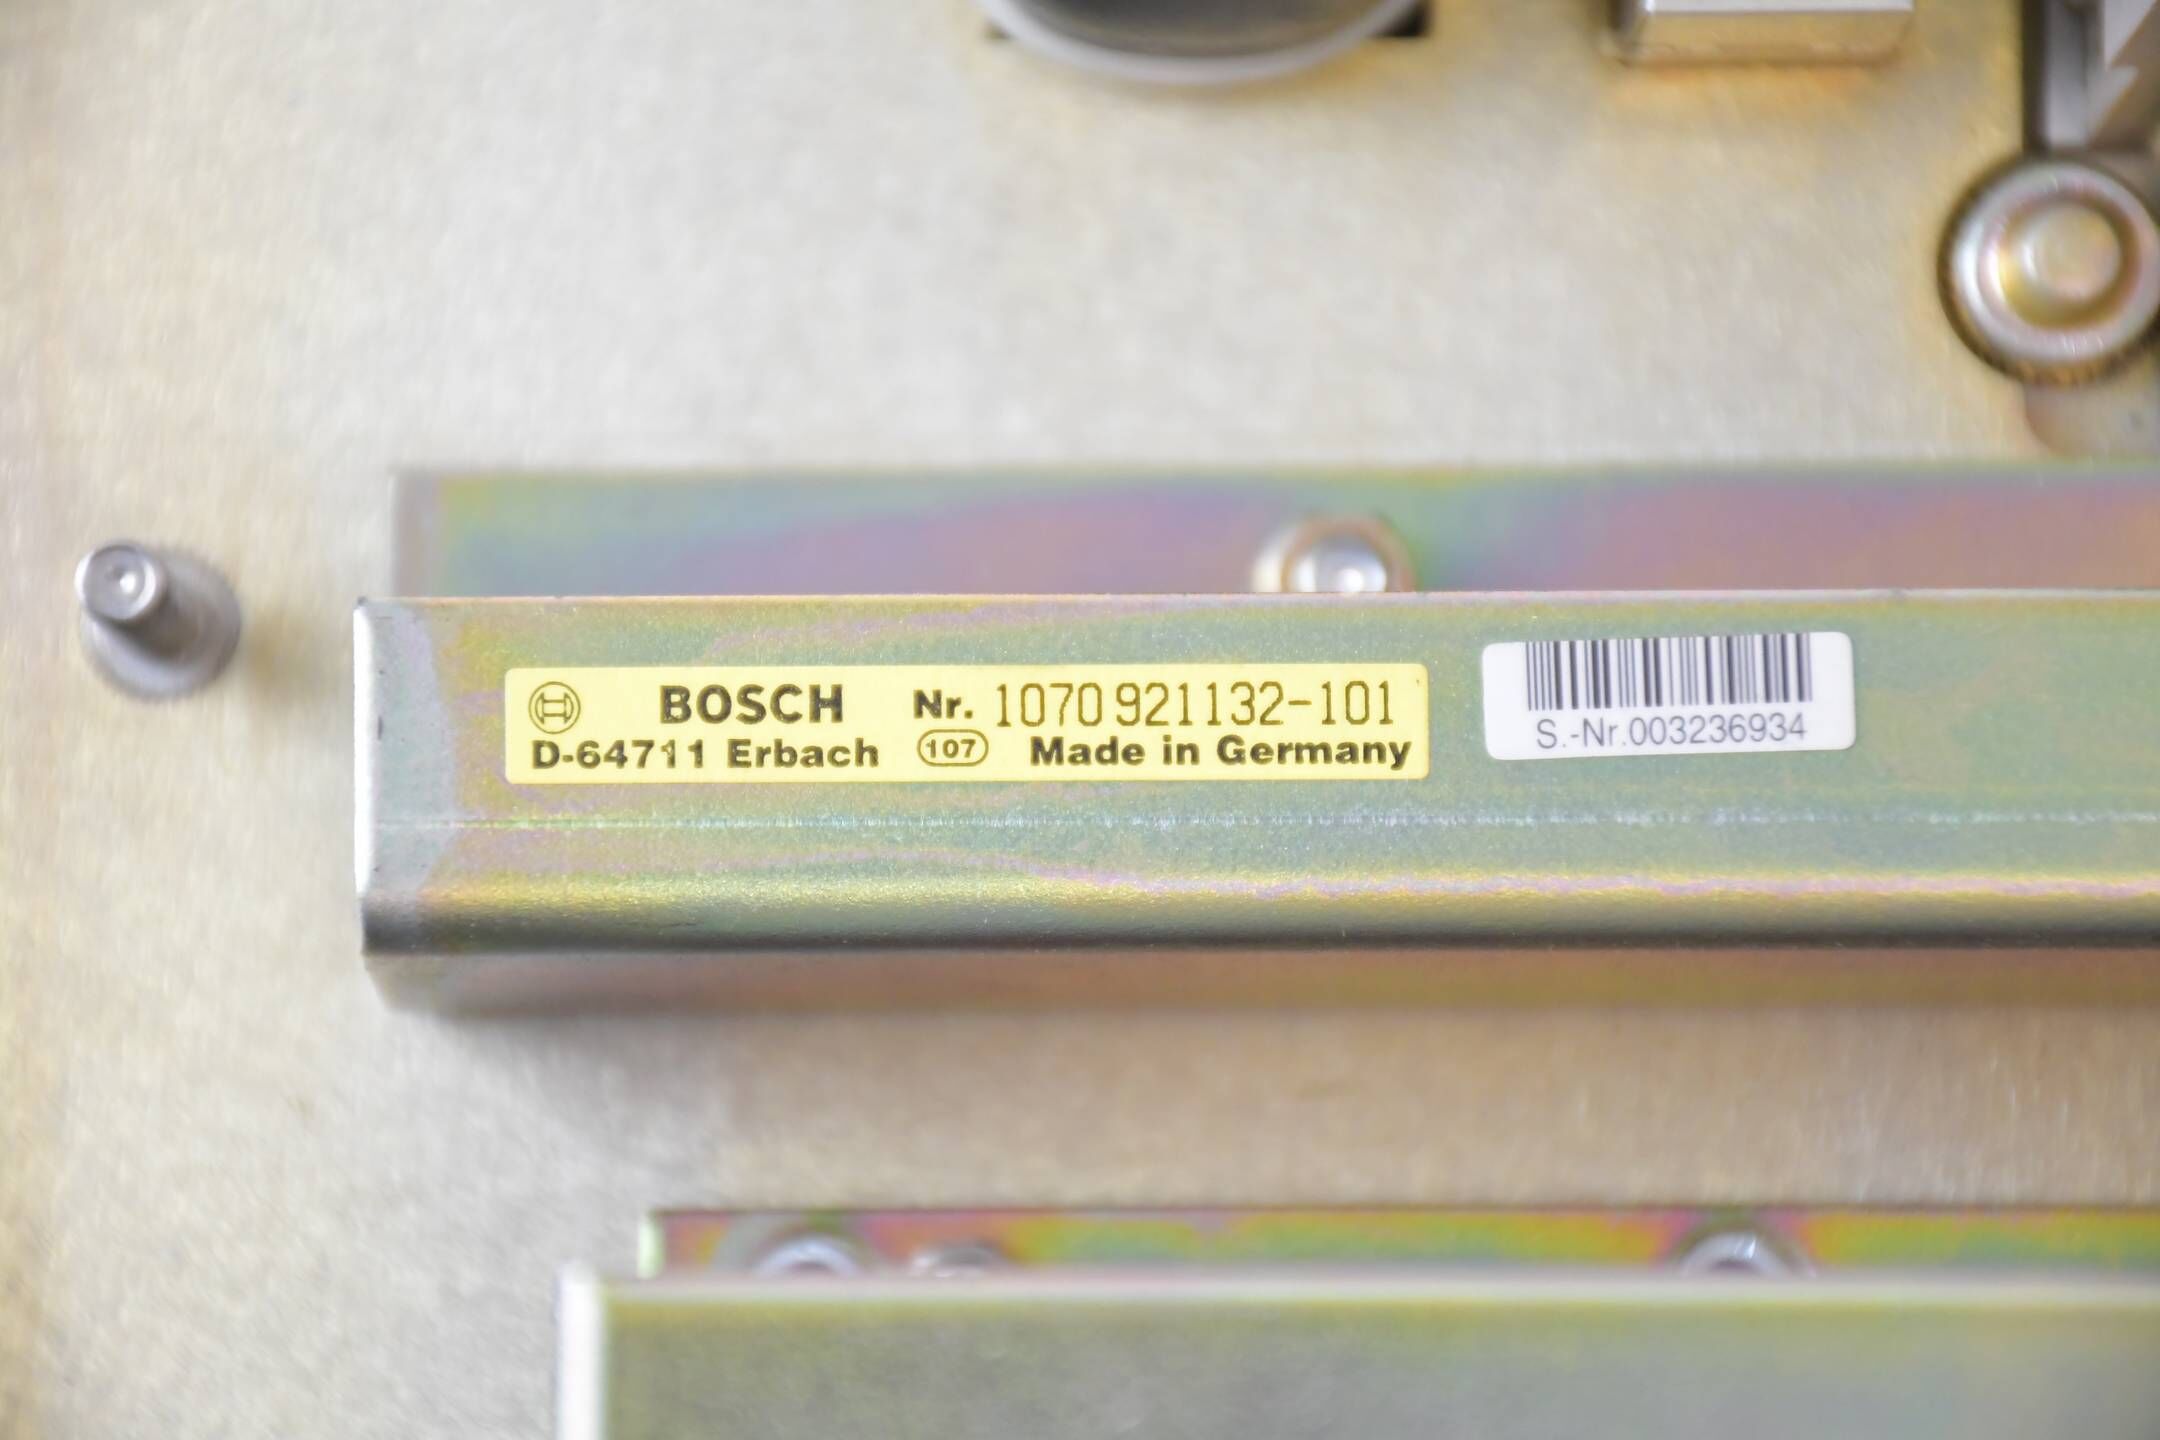 BOSCH Nr. 1070 921132-101
D-64711 Erbach 107 Made in Germany
S.-Nr.003236934